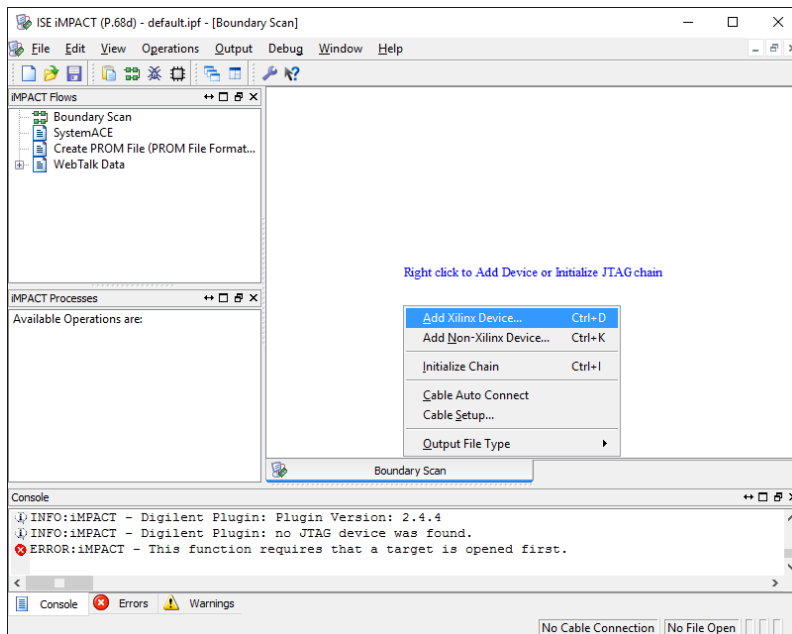 ISE iMPACT (P.68d) - default.ipf - [Boundary Scan]
File Edit View Operations Output Debug Window Help
iMPACT Flows
Boundary Scan
SystemACE
Create PROM File (PROM File Format...
WebTalk Data
Right click to Add Device or Initialize JTAG chain
iMPACT Processes
Available Operations are:
Add Xilinx Device... Ctrl+D
Add Non-Xilinx Device... Ctrl+K
Initialize Chain Ctrl+I
Cable Auto Connect
Cable Setup...
Output File Type
Boundary Scan
Console
INFO:iMPACT - Digilent Plugin: Plugin Version: 2.4.4
INFO:iMPACT - Digilent Plugin: no JTAG device was found.
ERROR:iMPACT - This function requires that a target is opened first.
Console Errors Warnings
No Cable Connection No File Open